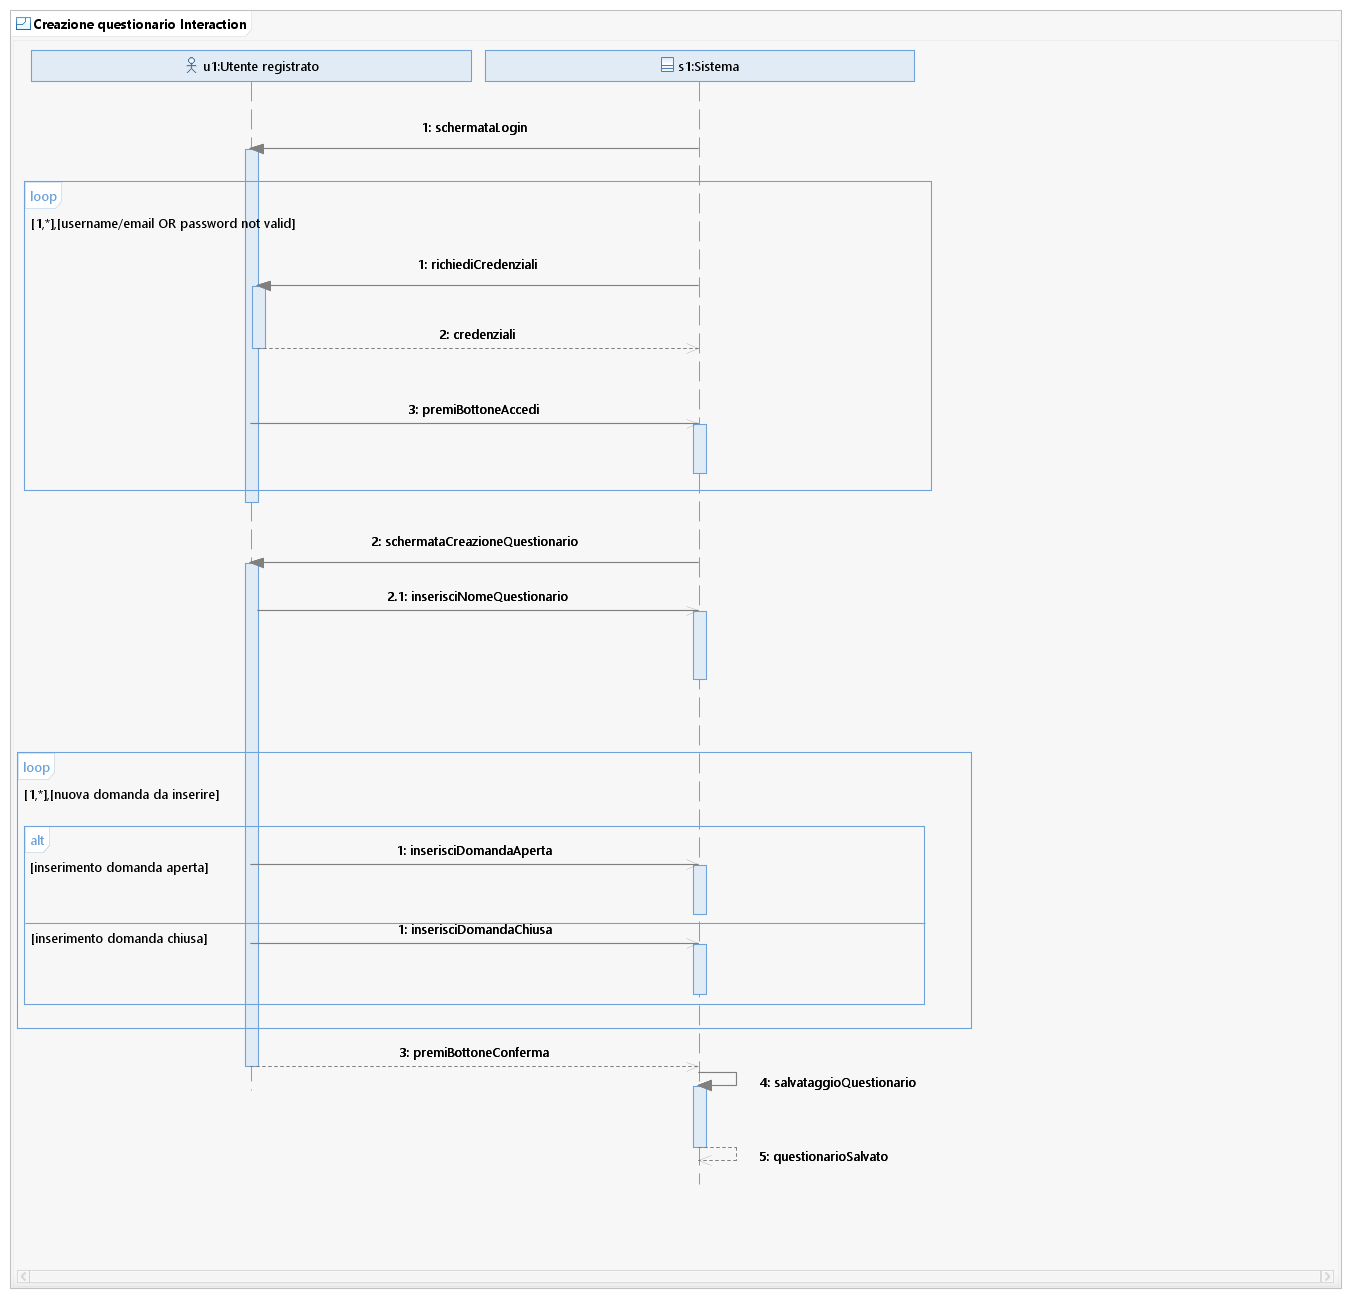 Creazione questionario Interaction
u1:Utente registrato
s1:Sistema
1: schermataLogin
loop
[1,*],[username/email OR password not valid]
1: richiediCredenziali
2: credenziali
3: premiBottoneAccedi
2: schermataCreazioneQuestionario
2.1: inserisciNomeQuestionario
loop
[1,*],[nuova domanda da inserire]
alt
1: inserisciDomandaAperta
[inserimento domanda aperta]
1: inserisciDomandaChiusa
[inserimento domanda chiusa]
3: premiBottoneConferma
4: salvataggioQuestionario
5: questionarioSalvato